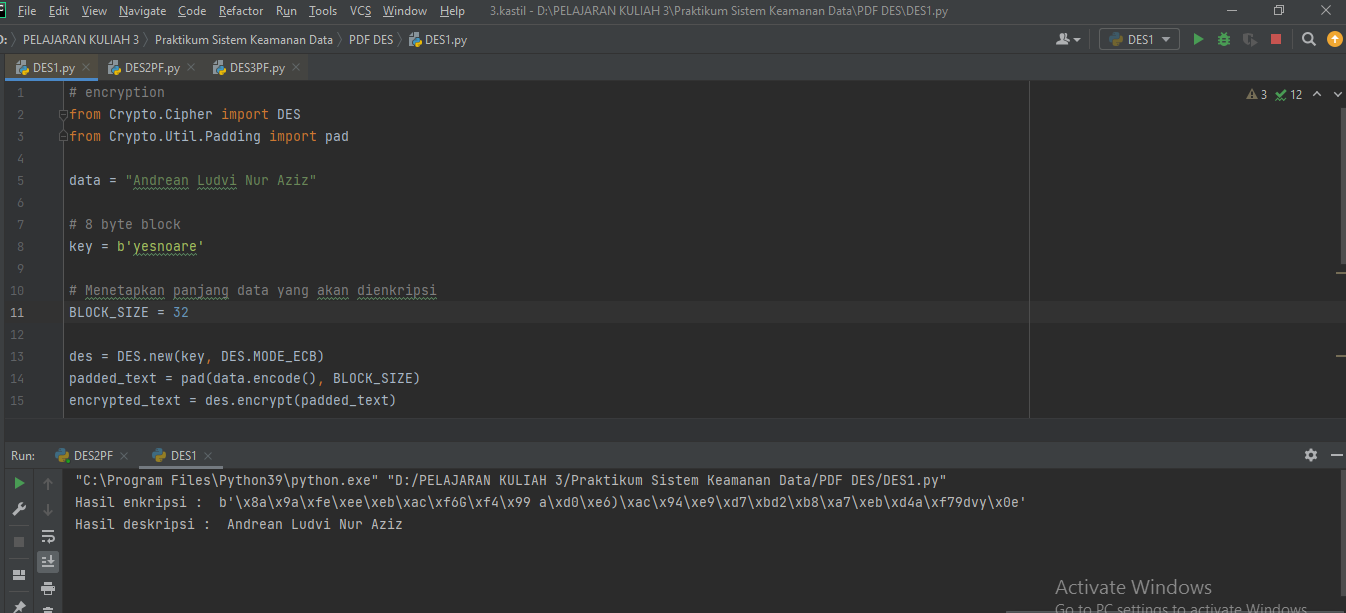 File Edit View Navigate Code Refactor Run Tools VCS Window Help 3.kastil - D:\PELAJARAN KULIAH 3\Praktikum Sistem Keamanan Data\PDF DES\DES1.py
PELAJARAN KULIAH 3 Praktikum Sistem Keamanan Data PDF DES DES1.py DES1
DES1.py DES2PF.py DES3PF.py
1 # encryption 3 12
2 from Crypto.Cipher import DES
3 from Crypto.Util.Padding import pad
4
5 data = "Andrean Ludvi Nur Aziz"
6
7 # 8 byte block
8 key = b'yesnoare'
9
10 # Menetapkan panjang data yang akan dienkripsi
11 BLOCK_SIZE = 32
12
13 des = DES.new(key, DES.MODE_ECB)
14 padded_text = pad(data.encode(), BLOCK_SIZE)
15 encrypted_text = des.encrypt(padded_text)
Run: DES2PF DES1
"C:\Program Files\Python39\python.exe" "D:/PELAJARAN KULIAH 3/Praktikum Sistem Keamanan Data/PDF DES/DES1.py"
Hasil enkripsi :  b'\x8a\x9a\xfe\xee\xeb\xac\xf6G\xf4\x99 a\xd0\xe6)\xac\x94\xe9\xd7\xbd2\xb8\xa7\xeb\xd4a\xf79dvy\x0e'
Hasil deskripsi :  Andrean Ludvi Nur Aziz
Activate Windows
Go to PC settings to activate Windows.